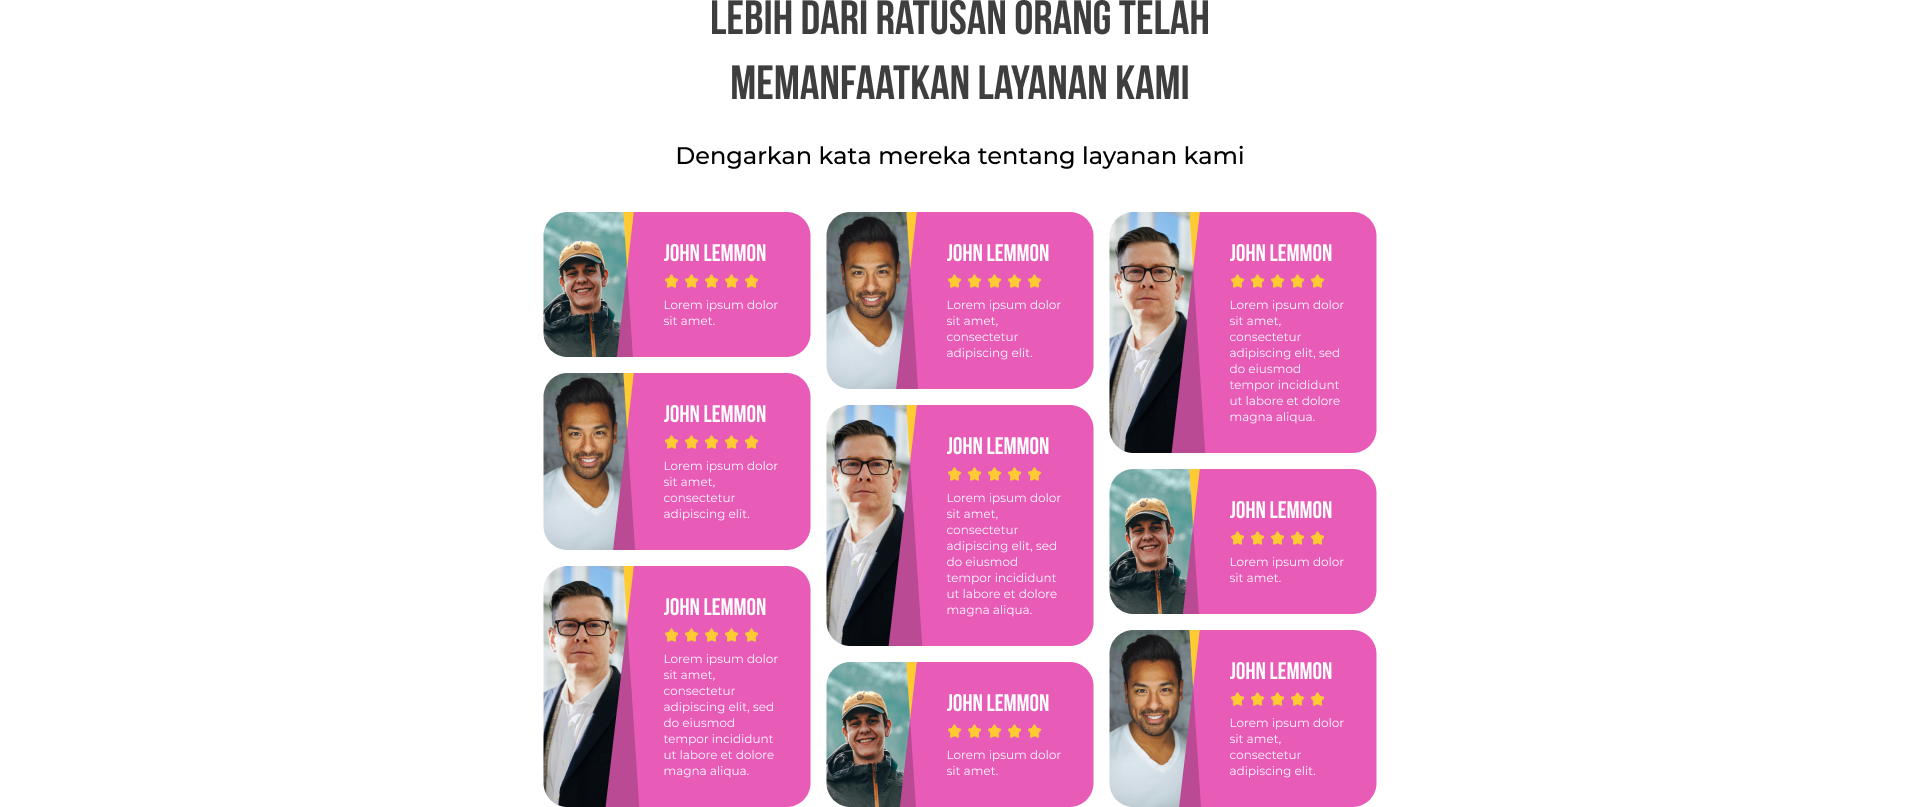 LEBIH DARI RATUSAN ORANG TELAH
MEMANFAATKAN LAYANAN KAMI
Dengarkan kata mereka tentang layanan kami
JOHN LEMMON
Lorem ipsum dolor
sit amet.
JOHN LEMMON
Lorem ipsum dolor
sit amet,
consectetur
adipiscing elit.
JOHN LEMMON
Lorem ipsum dolor
sit amet,
consectetur
adipiscing elit, sed
do eiusmod
tempor incididunt
ut labore et dolore
magna aliqua.
JOHN LEMMON
Lorem ipsum dolor
sit amet,
consectetur
adipiscing elit.
JOHN LEMMON
Lorem ipsum dolor
sit amet,
consectetur
adipiscing elit, sed
do eiusmod
tempor incididunt
ut labore et dolore
magna aliqua.
JOHN LEMMON
Lorem ipsum dolor
sit amet.
JOHN LEMMON
Lorem ipsum dolor
sit amet,
consectetur
adipiscing elit, sed
do eiusmod
tempor incididunt
ut labore et dolore
magna aliqua.
JOHN LEMMON
Lorem ipsum dolor
sit amet.
JOHN LEMMON
Lorem ipsum dolor
sit amet,
consectetur
adipiscing elit.